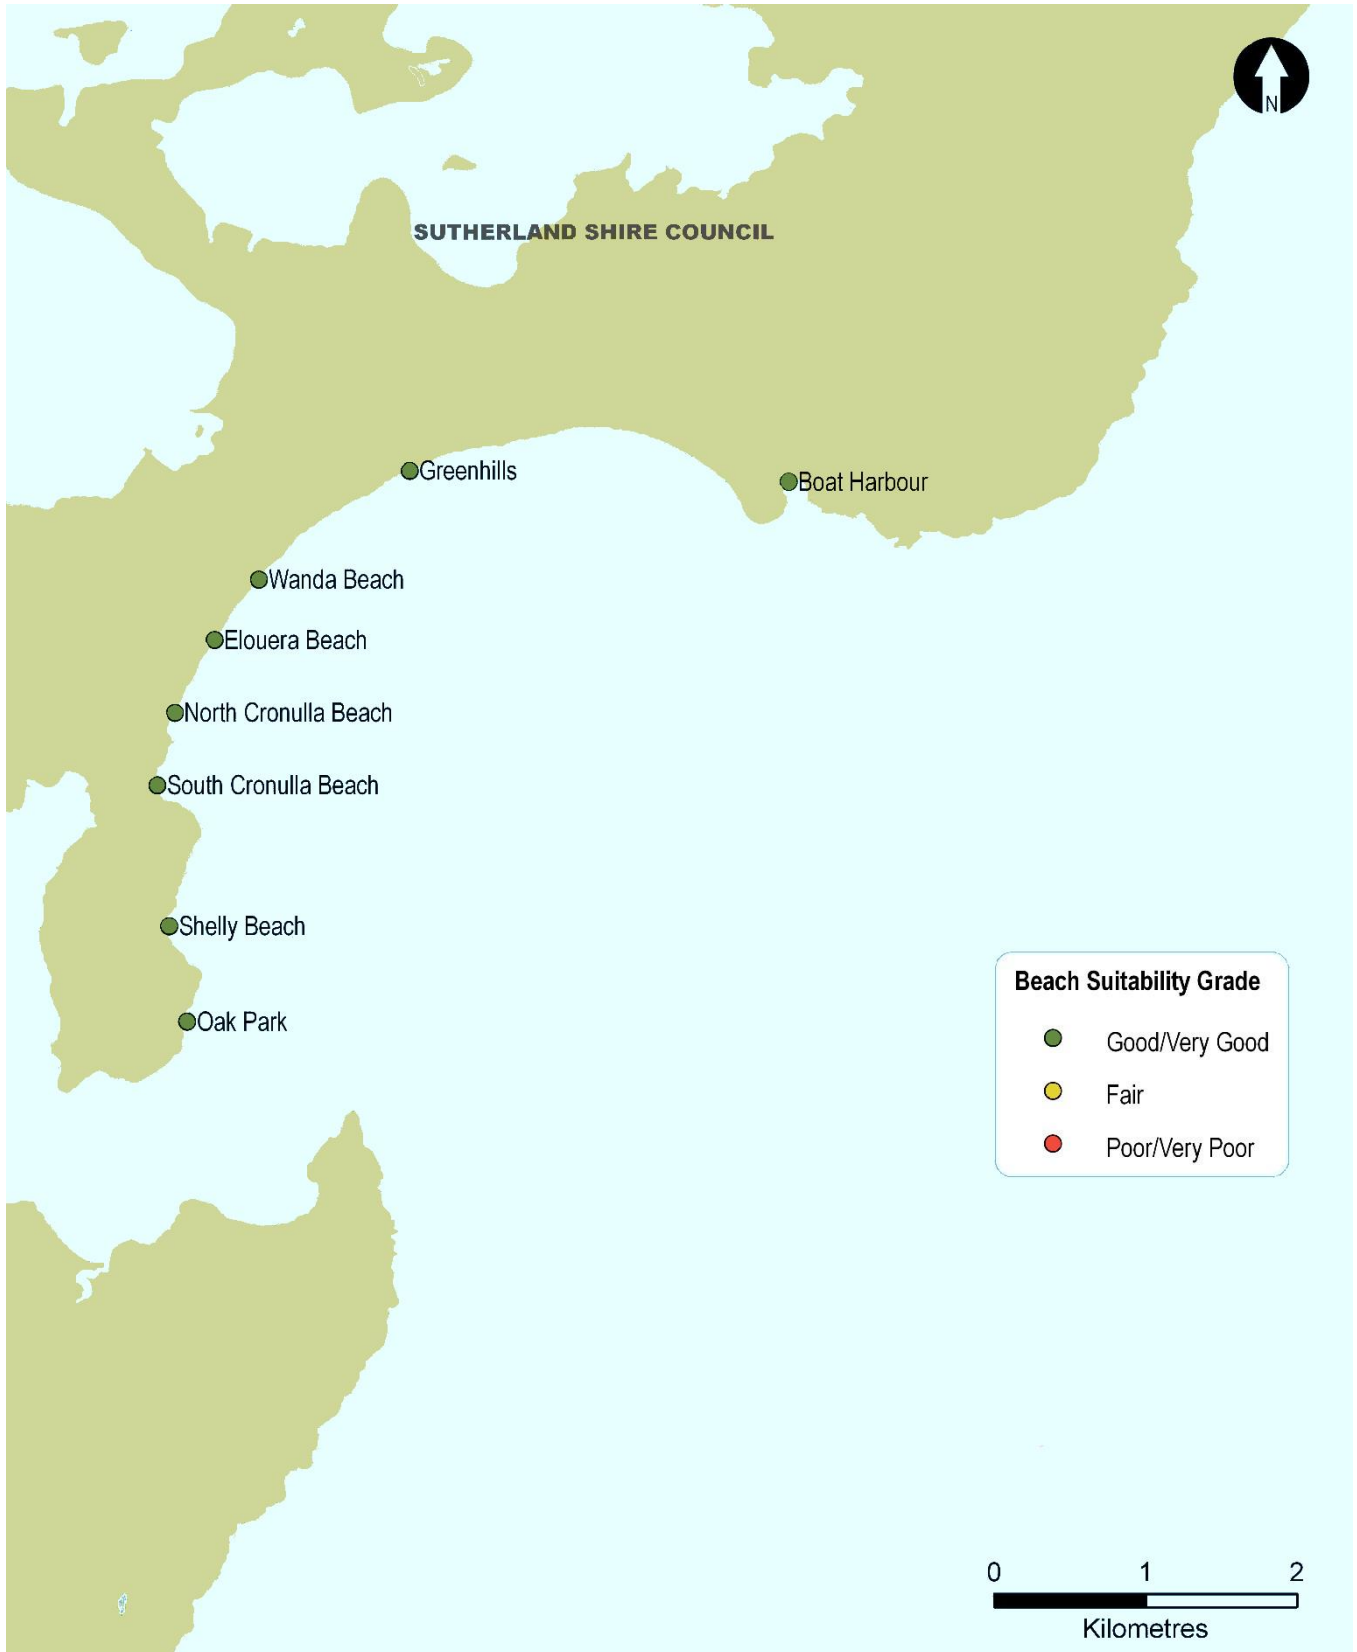 N
SUTHERLAND SHIRE COUNCIL
Greenhills
Boat Harbour
Wanda Beach
Elouera Beach
North Cronulla Beach
South Cronulla Beach
Shelly Beach
Oak Park
Beach Suitability Grade
Good/Very Good
Fair
Poor/Very Poor
0 1 2
Kilometres